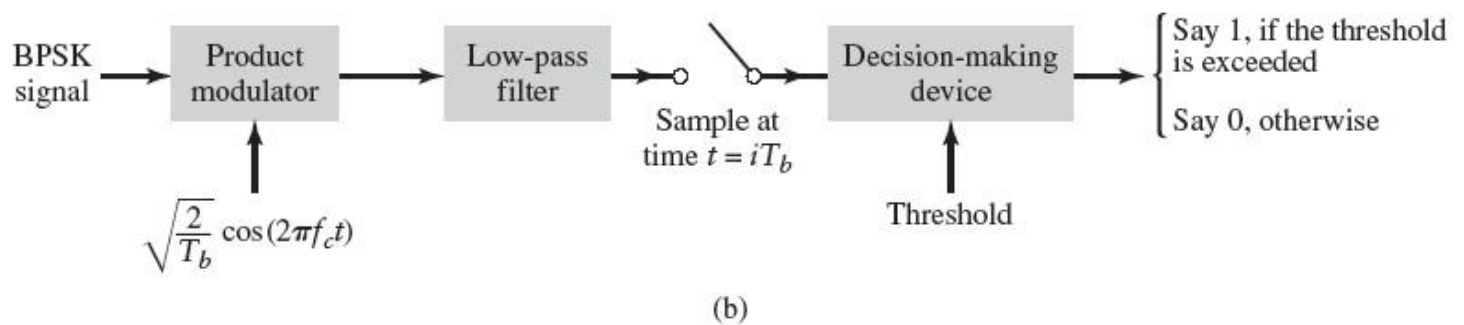 BPSK
signal
Product
modulator
Low-pass
filter
Sample at
time t = iT_b
Decision-making
device
Say 1, if the threshold
is exceeded
Say 0, otherwise
√(2/T_b) cos(2πf_ct)
Threshold
(b)